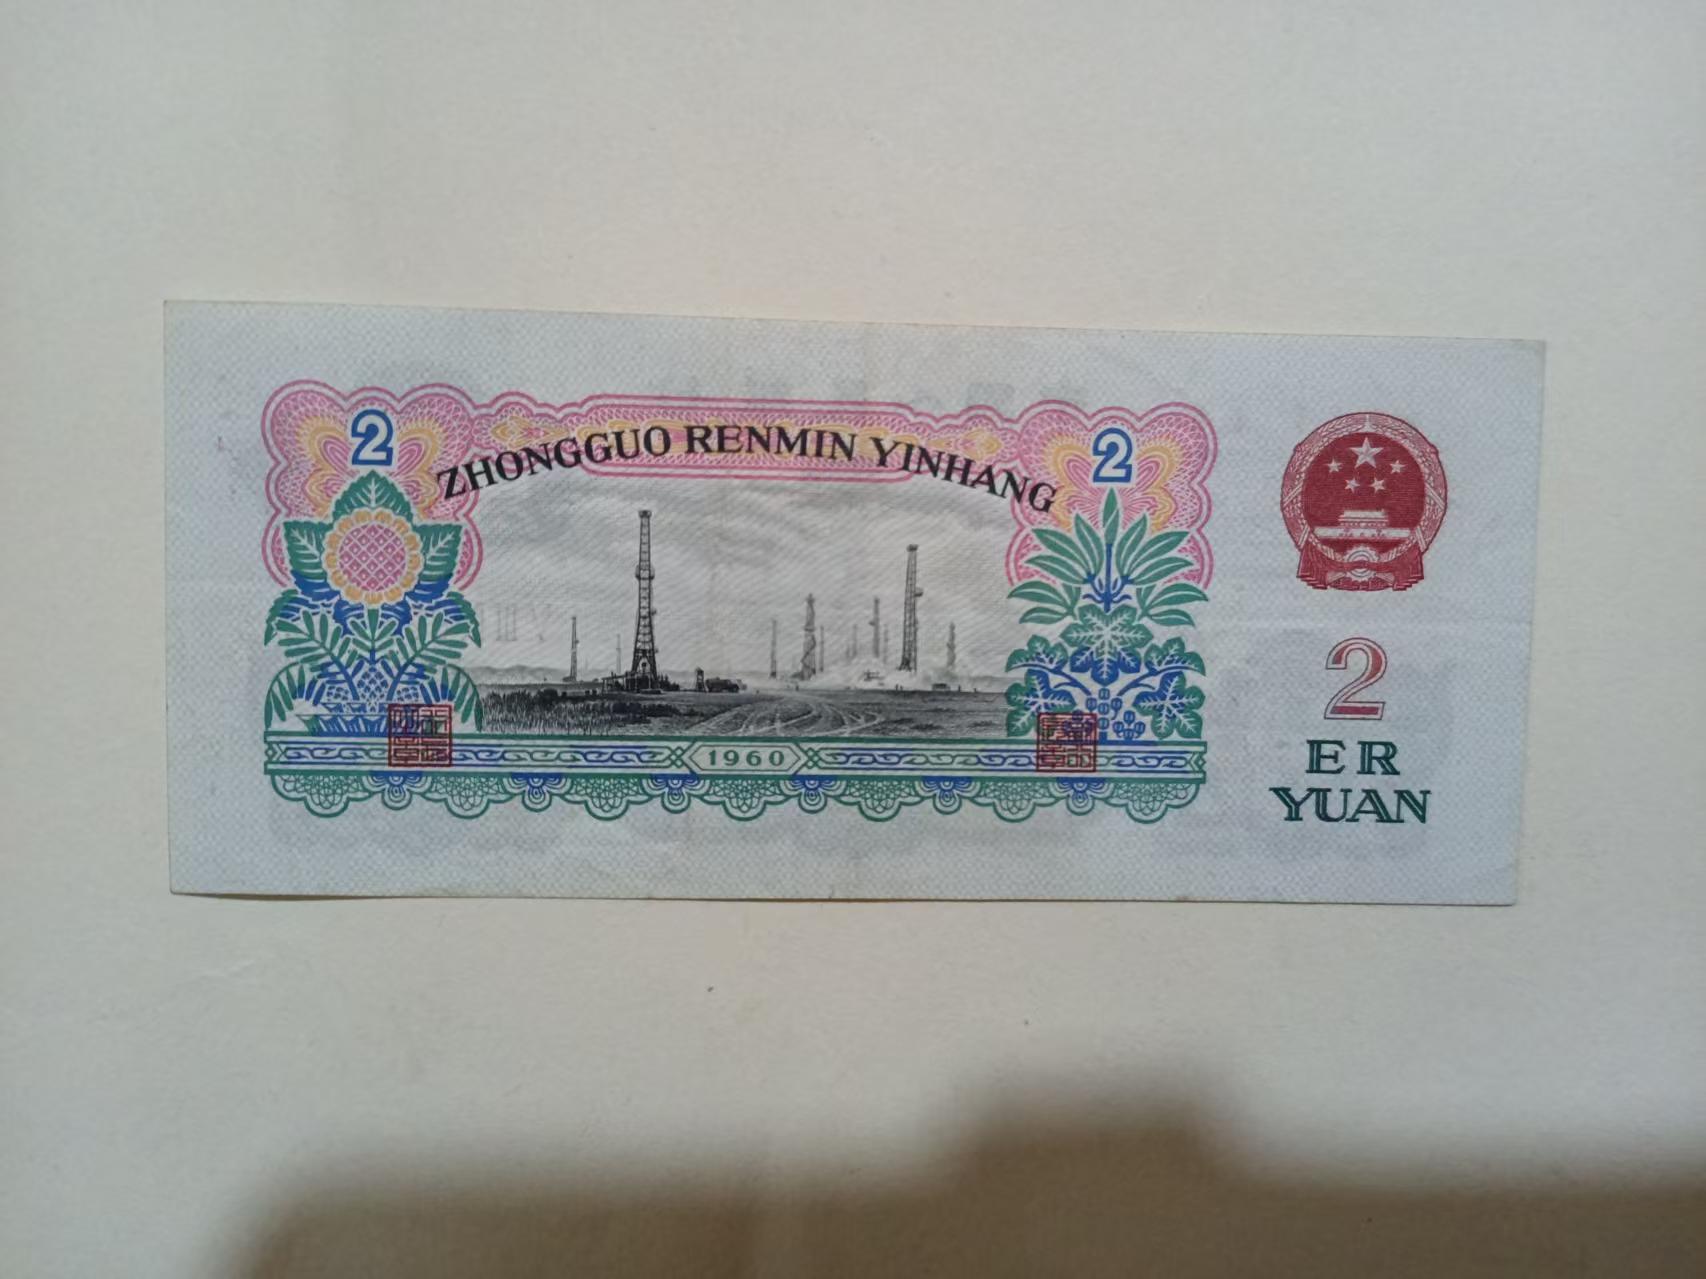 2
ZHONGGUO RENMIN YINHANG
2
1960
2
ER
YUAN